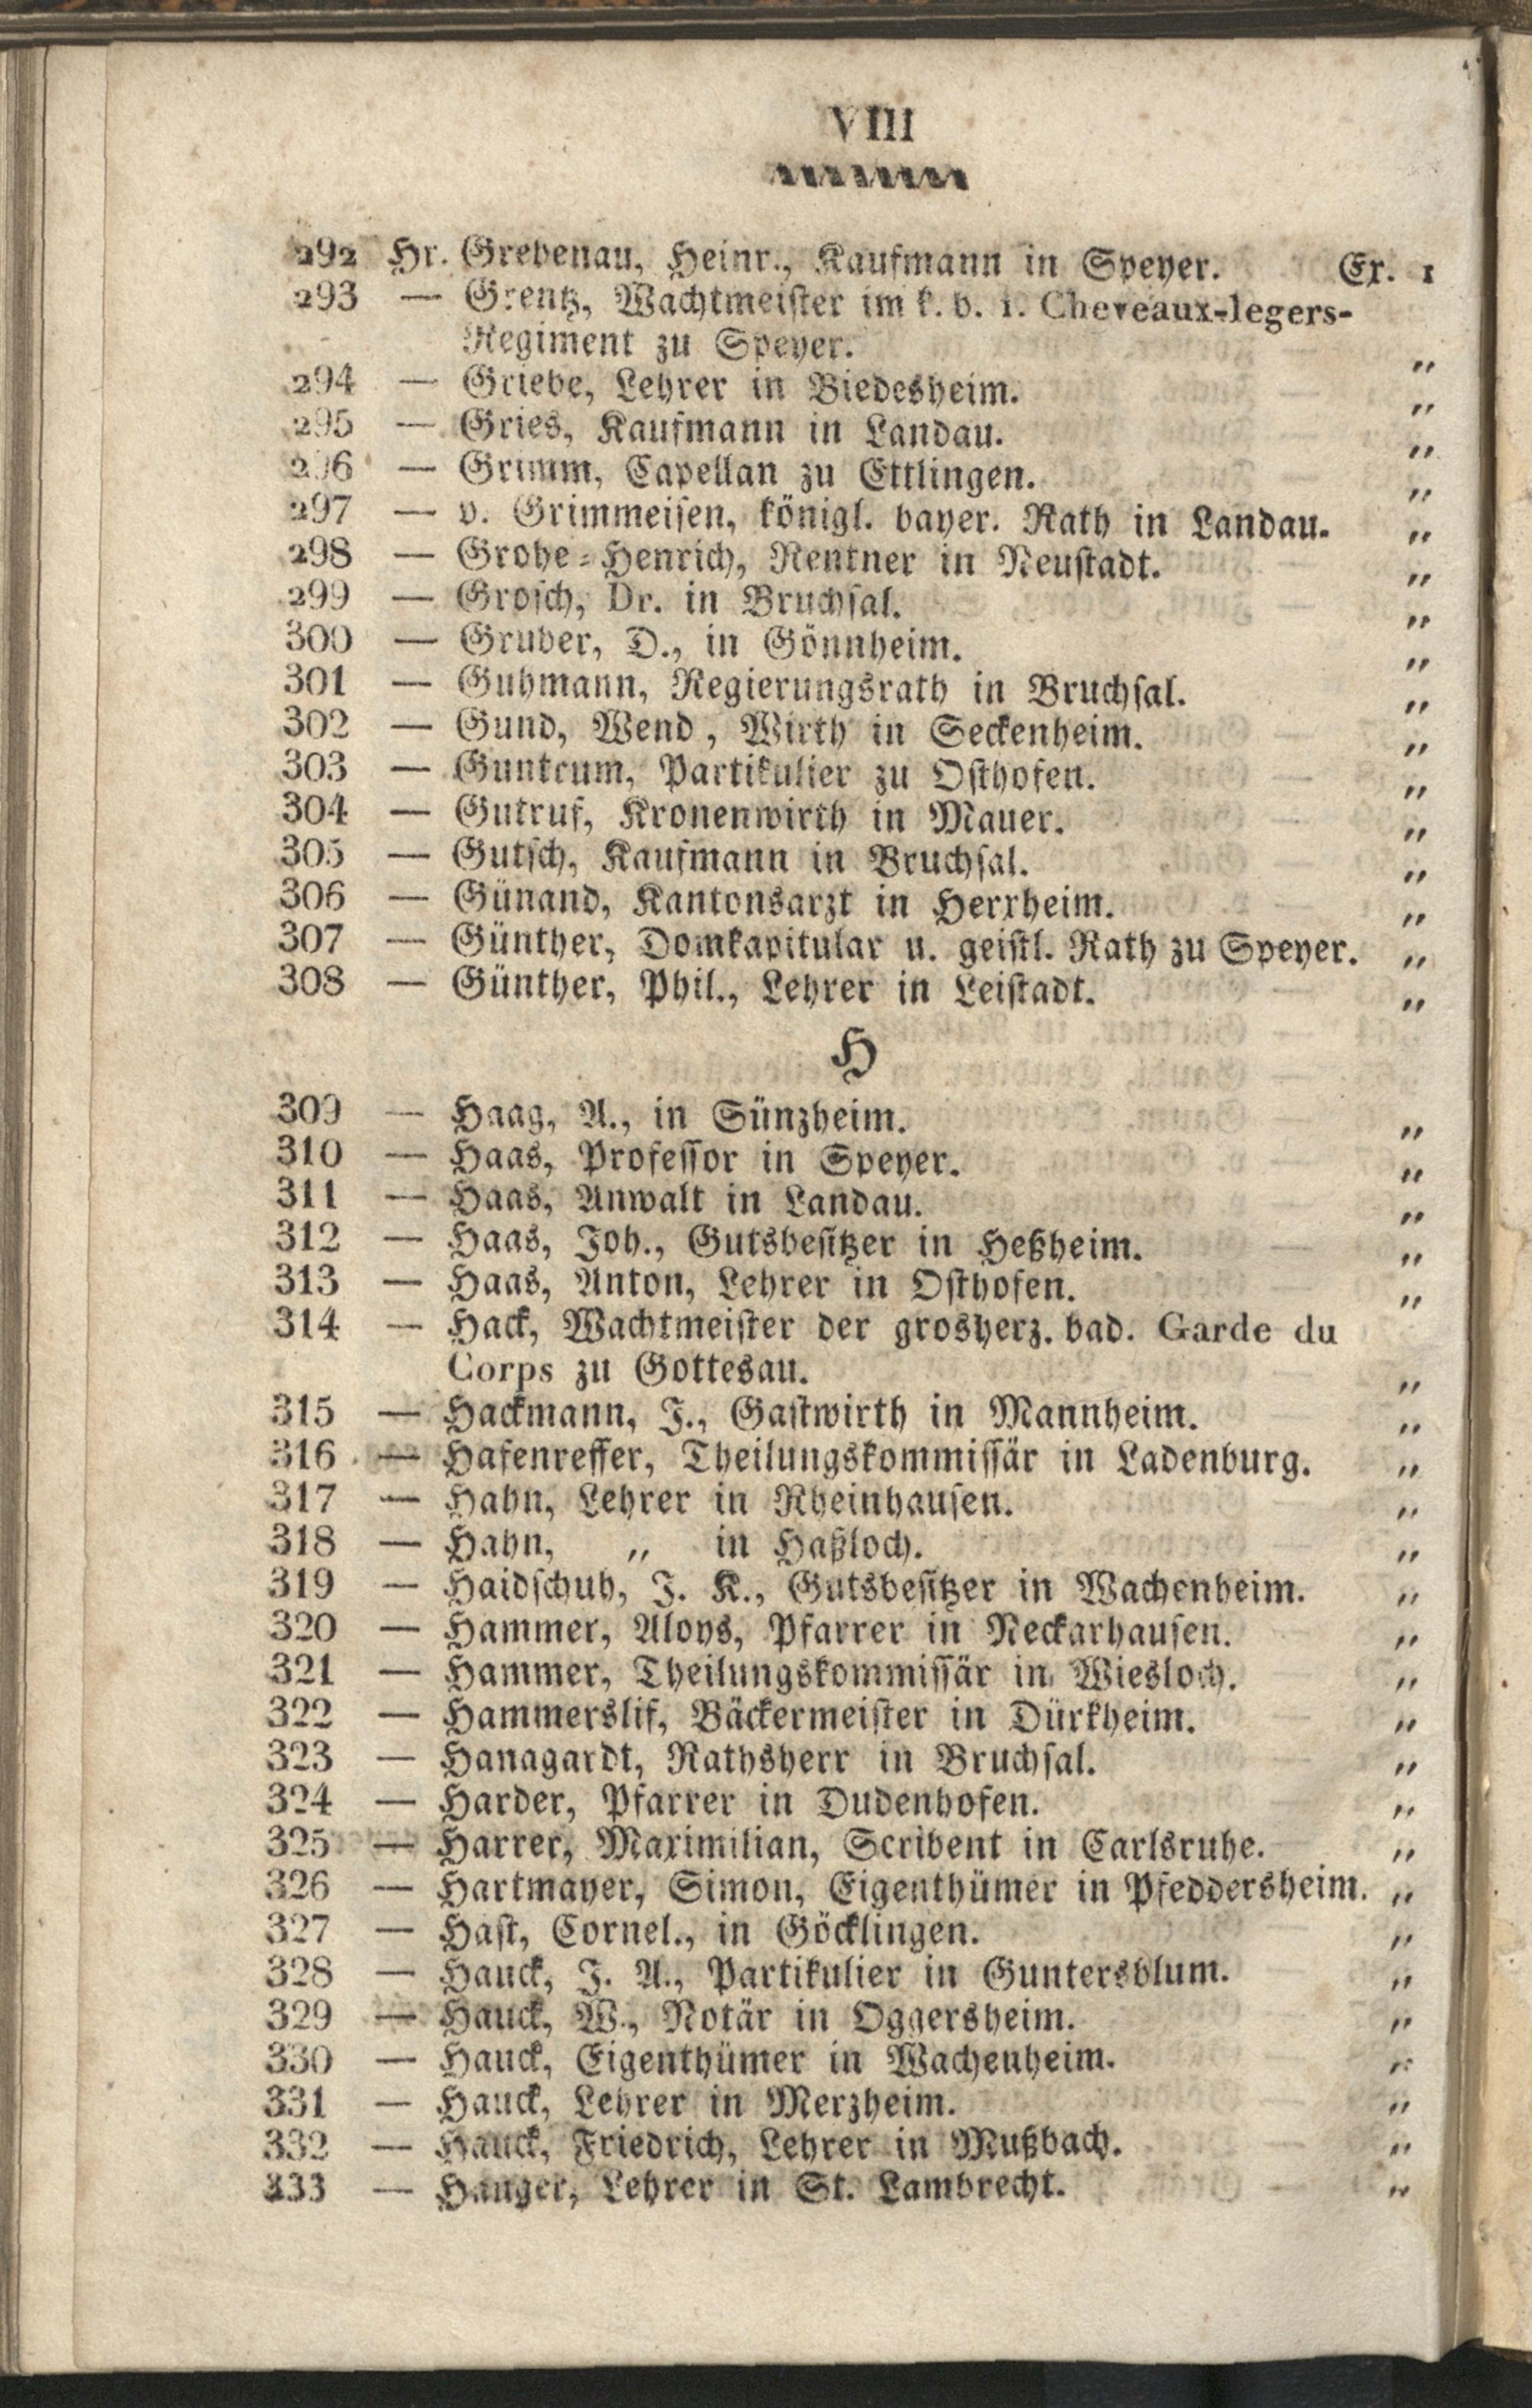 VIII
292 Hr. Grebenau, Heinr., Kaufmann in Speyer. Ex. 1
293 — Grentz, Wachtmeister im k. b. 1. Cheveaux-legers-
Regiment zu Speyer. „
294 — Griebe, Lehrer in Biedesheim. „
295 — Gries, Kaufmann in Landau. „
296 — Grimm, Capellan zu Ettlingen. „
297 — v. Grimmeisen, königl. bayer. Rath in Landau. „
298 — Grohe-Henrich, Rentner in Neustadt. „
299 — Grosch, Dr. in Bruchsal. „
300 — Gruber, D., in Gönnheim. „
301 — Guhmann, Regierungsrath in Bruchsal. „
302 — Gund, Wend, Wirth in Seckenheim. „
303 — Guntrum, Partikulier zu Osthofen. „
304 — Gutruf, Kronenwirth in Mauer. „
305 — Gutsch, Kaufmann in Bruchsal. „
306 — Günand, Kantonsarzt in Herxheim. „
307 — Günther, Domkapitular u. geistl. Rath zu Speyer. „
308 — Günther, Phil., Lehrer in Leistadt. „
H
309 — Haag, A., in Sünzheim. „
310 — Haas, Professor in Speyer. „
311 — Haas, Anwalt in Landau. „
312 — Haas, Joh., Gutsbesitzer in Heßheim. „
313 — Haas, Anton, Lehrer in Osthofen. „
314 — Hack, Wachtmeister der grosherz. bad. Garde du
Corps zu Gottesau. „
315 — Hackmann, J., Gastwirth in Mannheim. „
316 — Hafenreffer, Theilungskommissär in Ladenburg. „
317 — Hahn, Lehrer in Rheinhausen. „
318 — Hahn, „ in Haßloch. „
319 — Haidschuh, J. K., Gutsbesitzer in Wachenheim. „
320 — Hammer, Aloys, Pfarrer in Neckarhausen. „
321 — Hammer, Theilungskommissär in Wiesloch. „
322 — Hammerslif, Bäckermeister in Dürkheim. „
323 — Hanagardt, Rathsherr in Bruchsal. „
324 — Harder, Pfarrer in Dudenhofen. „
325 — Harrer, Maximilian, Scribent in Carlsruhe. „
326 — Hartmayer, Simon, Eigenthümer in Pfeddersheim. „
327 — Hast, Cornel., in Göcklingen. „
328 — Hauck, J. A., Partikulier in Guntersblum. „
329 — Hauck, W., Notär in Oggersheim. „
330 — Hauck, Eigenthümer in Wachenheim. „
331 — Hauck, Lehrer in Merzheim. „
332 — Hauck, Friedrich, Lehrer in Mußbach. „
333 — Hauger, Lehrer in St. Lambrecht. „